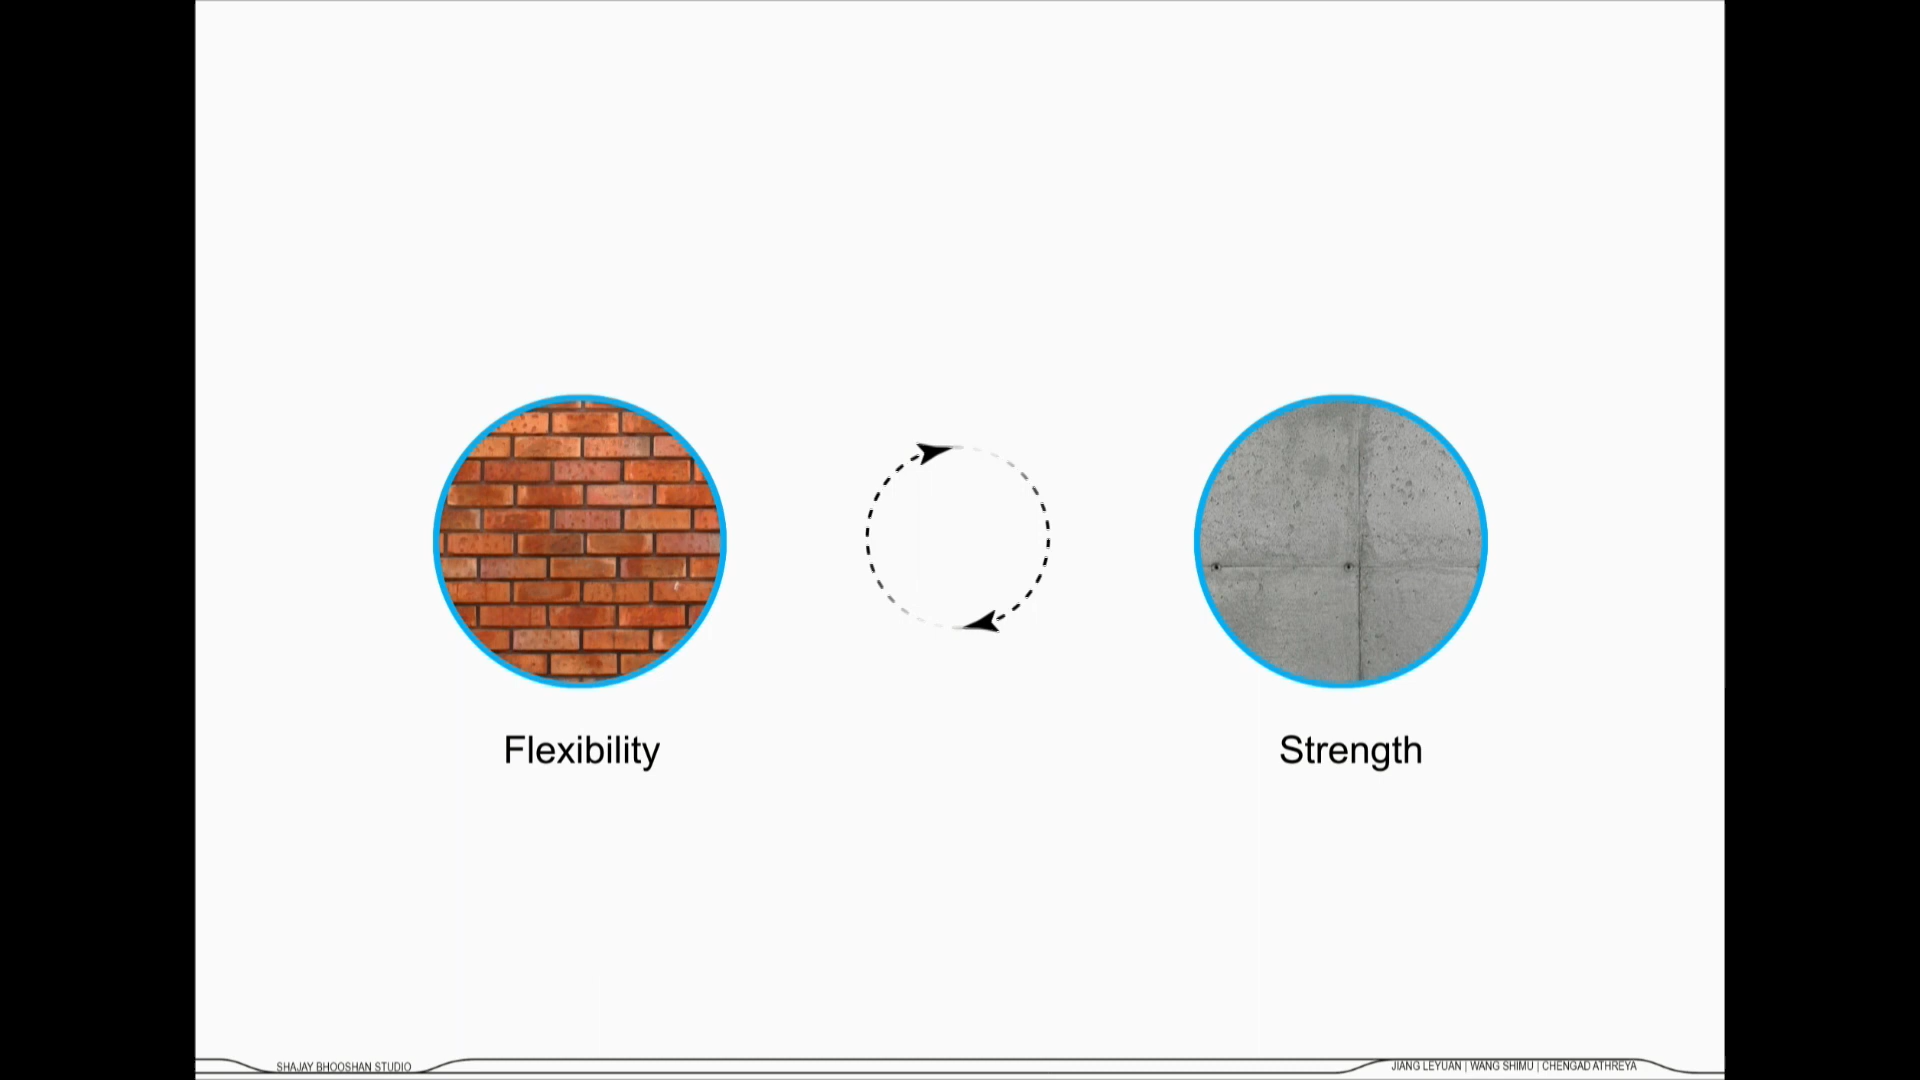 Flexibility
Strength
SHAJAY BHOOSHAN STUDIO
JIANG LEYUAN | WANG SHIMU | CHENGAD ATHREYA